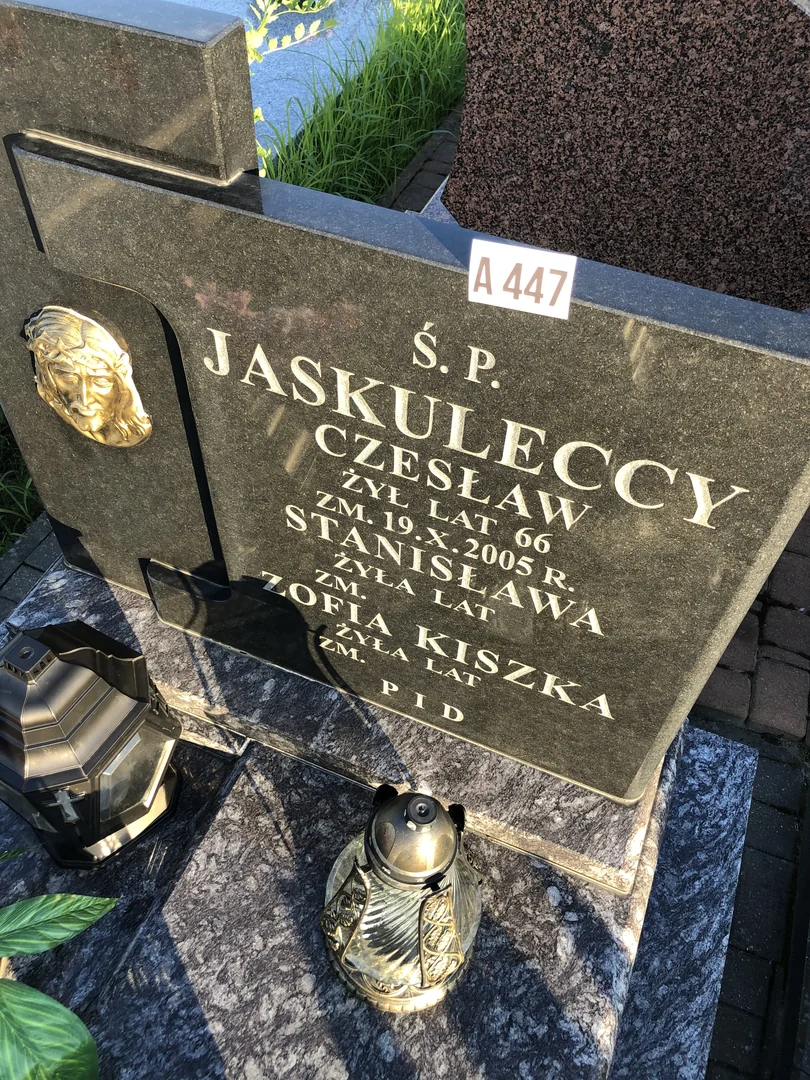 A 447
Ś. P.
JASKULECCY
CZESŁAW
ŻYŁ LAT 66
ZM. 19.X.2005 R.
STANISŁAWA
ŻYŁA LAT
ZM.
ZOFIA KISZKA
ŻYŁA LAT
ZM.
P I D